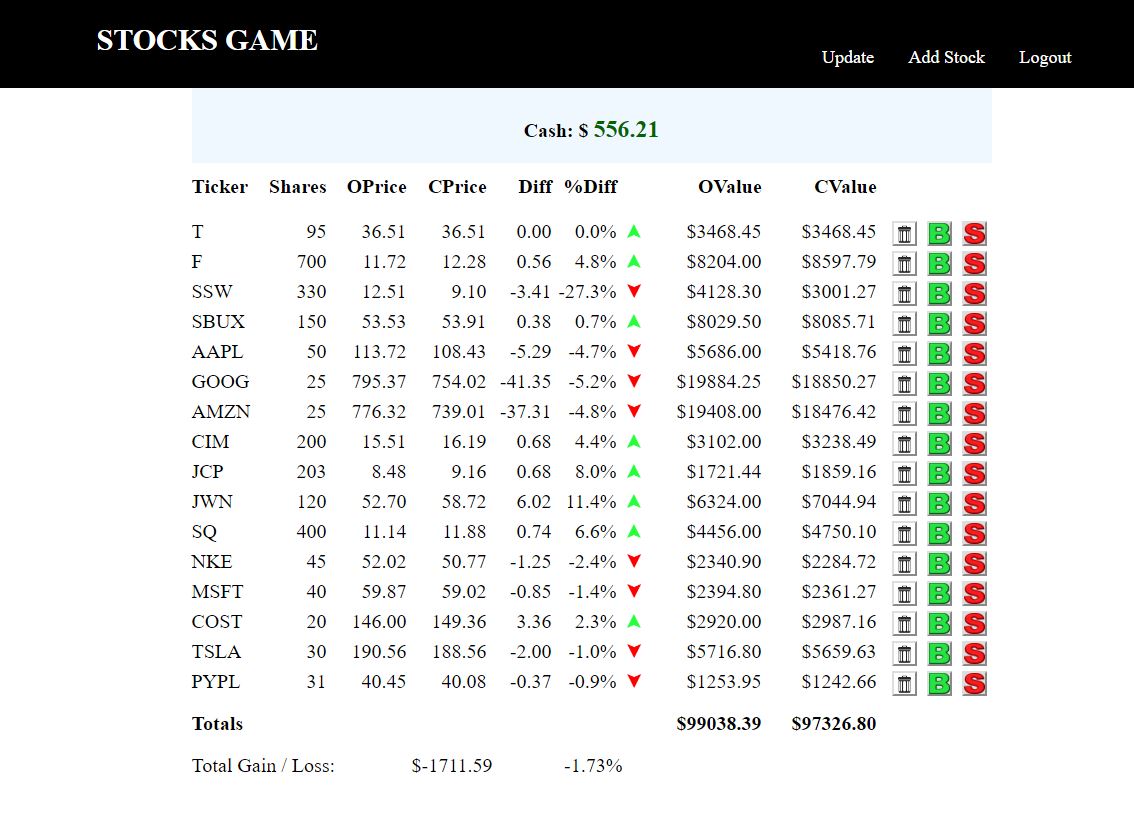 STOCKS GAME
Update Add Stock Logout
Cash: $ 556.21
Ticker Shares OPrice CPrice Diff %Diff OValue CValue
T 95 36.51 36.51 0.00 0.0% $3468.45 $3468.45 B S
F 700 11.72 12.28 0.56 4.8% $8204.00 $8597.79 B S
SSW 330 12.51 9.10 -3.41 -27.3% $4128.30 $3001.27 B S
SBUX 150 53.53 53.91 0.38 0.7% $8029.50 $8085.71 B S
AAPL 50 113.72 108.43 -5.29 -4.7% $5686.00 $5418.76 B S
GOOG 25 795.37 754.02 -41.35 -5.2% $19884.25 $18850.27 B S
AMZN 25 776.32 739.01 -37.31 -4.8% $19408.00 $18476.42 B S
CIM 200 15.51 16.19 0.68 4.4% $3102.00 $3238.49 B S
JCP 203 8.48 9.16 0.68 8.0% $1721.44 $1859.16 B S
JWN 120 52.70 58.72 6.02 11.4% $6324.00 $7044.94 B S
SQ 400 11.14 11.88 0.74 6.6% $4456.00 $4750.10 B S
NKE 45 52.02 50.77 -1.25 -2.4% $2340.90 $2284.72 B S
MSFT 40 59.87 59.02 -0.85 -1.4% $2394.80 $2361.27 B S
COST 20 146.00 149.36 3.36 2.3% $2920.00 $2987.16 B S
TSLA 30 190.56 188.56 -2.00 -1.0% $5716.80 $5659.63 B S
PYPL 31 40.45 40.08 -0.37 -0.9% $1253.95 $1242.66 B S
Totals $99038.39 $97326.80
Total Gain / Loss: $-1711.59 -1.73%